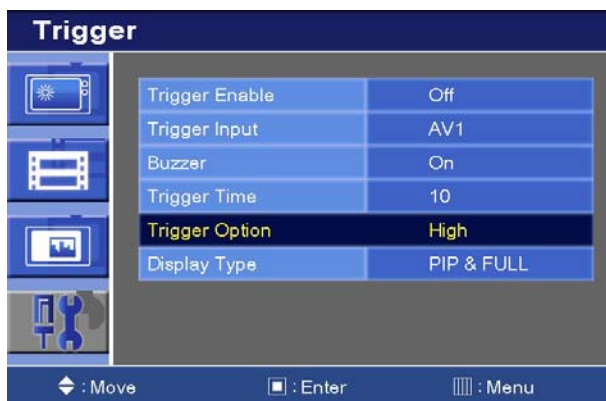 Trigger
Trigger Enable Off
Trigger Input AV1
Buzzer On
Trigger Time 10
Trigger Option High
Display Type PIP & FULL
: Move : Enter : Menu